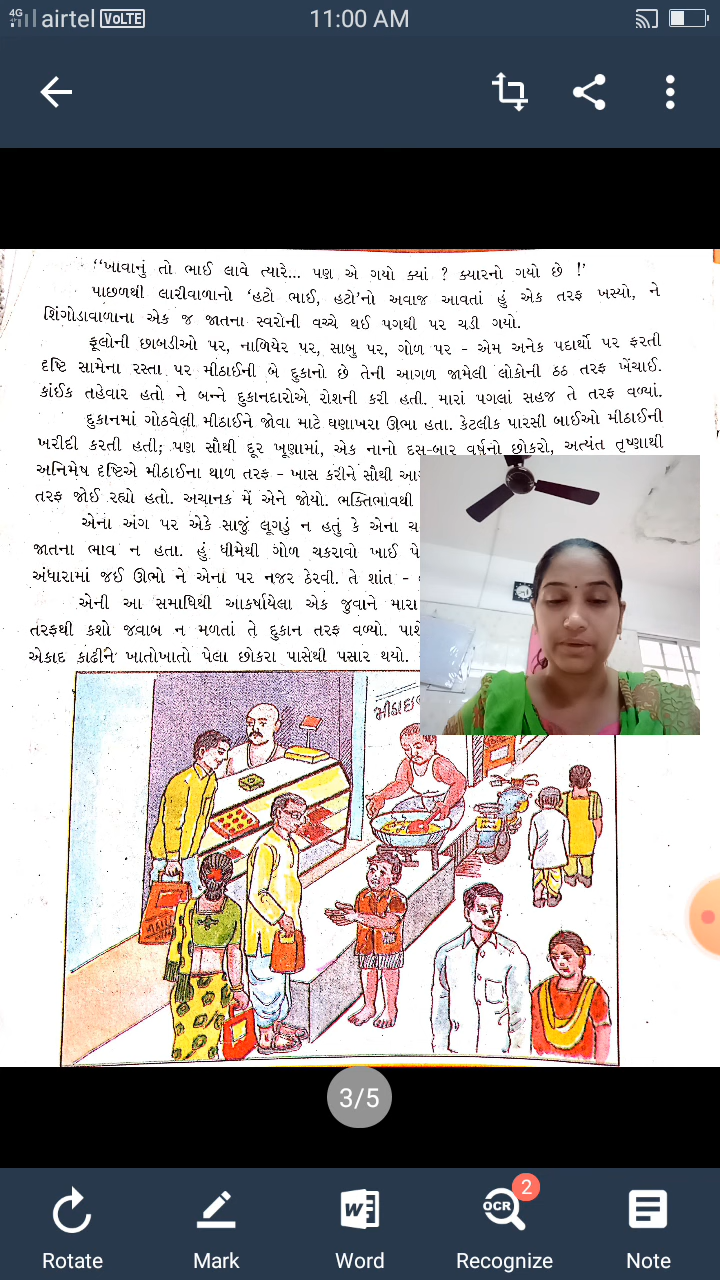 4G airtel VoLTE 11:00 AM
“ખાવાનું તો ભાઈ લાવે ત્યારે... પણ એ ગયો ક્યાં ? ક્યારનો ગયો છે !’
પાછળથી લારીવાળાનો ‘હટો ભાઈ, હટો’નો અવાજ આવતાં હું એક તરફ ખસ્યો, ને
શિંગોડાવાળાના એક જ જાતના સ્વરોની વચ્ચે થઈ પગથી પર ચડી ગયો.
ફૂલોની છાબડીઓ પર, નાળિયેર પર, સાબુ પર, ગોળ પર - એમ અનેક પદાર્થો પર ફરતી
દૃષ્ટિ સામેના રસ્તા પર મીઠાઈની બે દુકાનો છે તેની આગળ જામેલી લોકોની ઠઠ તરફ ખેંચાઈ.
કાંઈક તહેવાર હતો ને બન્ને દુકાનદારોએ રોશની કરી હતી. મારાં પગલાં સહજ તે તરફ વળ્યાં.
દુકાનમાં ગોઠવેલી મીઠાઈને જોવા માટે ઘણાખરા ઊભા હતા. કેટલીક પારસી બાઈઓ મીઠાઈની
ખરીદી કરતી હતી; પણ સૌથી દૂર ખૂણામાં, એક નાનો દસ-બાર વર્ષનો છોકરો, અત્યંત તૃષ્ણાથી
અનિમેષ દૃષ્ટિએ મીઠાઈના થાળ તરફ - ખાસ કરીને સૌથી
તરફ જોઈ રહ્યો હતો. અચાનક મેં એને જોયો. ભક્તિભાવથી
એના અંગ પર એકે સાજું લૂગડું ન હતું કે એના
જાતના ભાવ ન હતા. હું ધીમેથી ગોળ ચકરાવો ખાઈ
અંધારામાં જઈ ઊભો ને એના પર નજર ઠેરવી. તે શાંત -
એની આ સમાધિથી આકર્ષાયેલા એક જુવાને મારા
તરફથી કશો જવાબ ન મળતાં તે દુકાન તરફ વળ્યો.
એકાદ કાઢીને ખાતોખાતો પેલા છોકરા પાસેથી પસાર થયો.
3/5
2
OCR
Rotate Mark Word Recognize Note